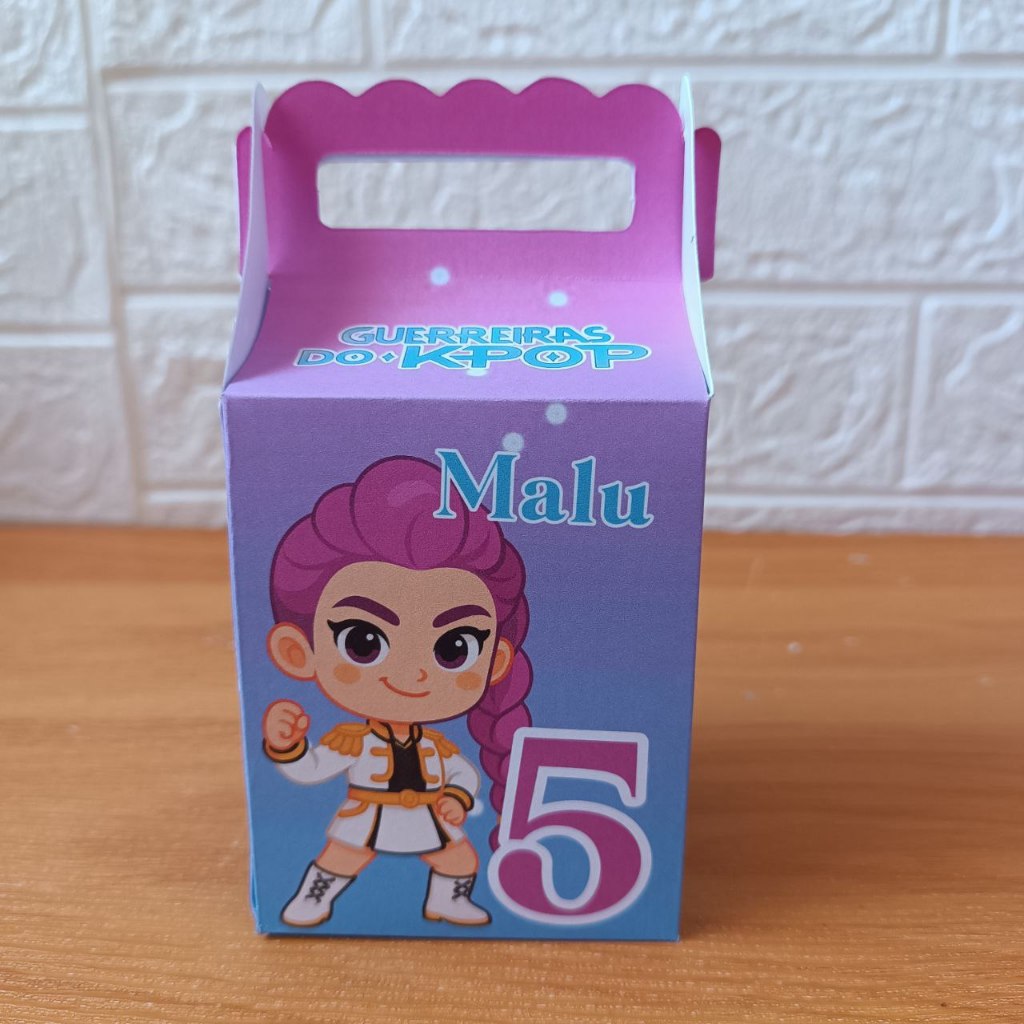 GUERREIRAS
DO KPOP
Malu
5